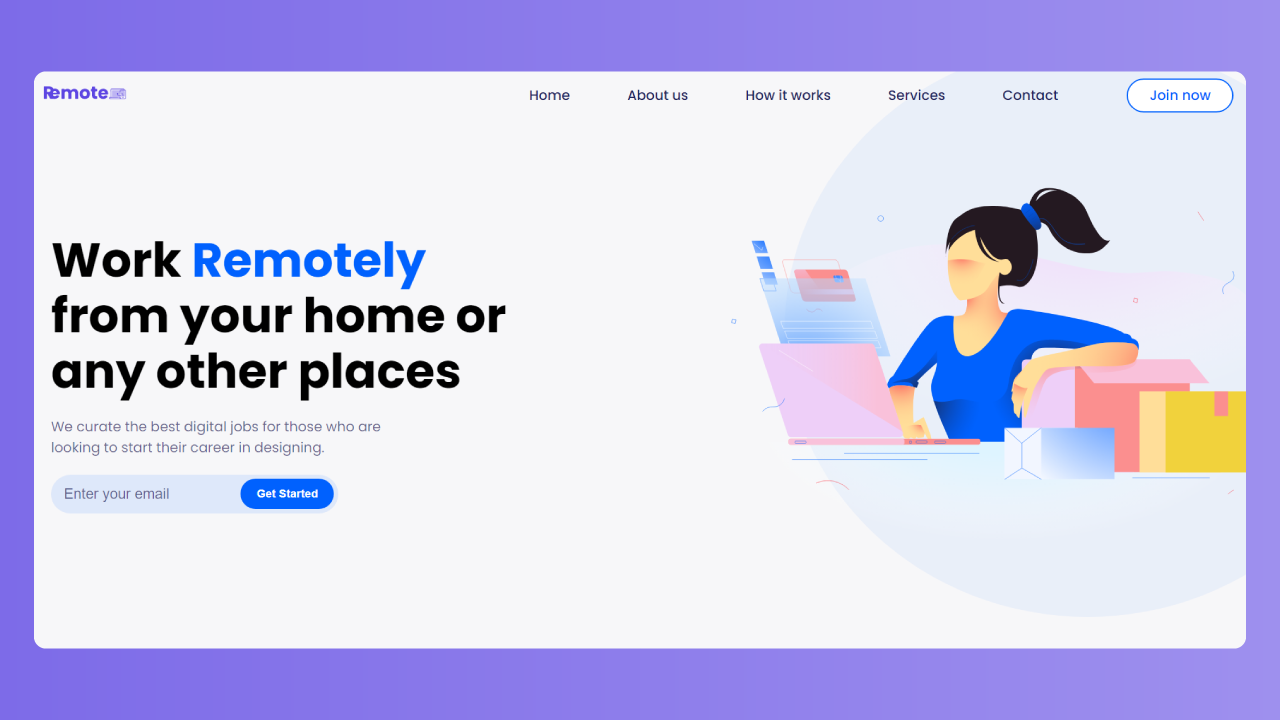 Remote
Home
About us
How it works
Services
Contact
Join now
Work Remotely
from your home or
any other places
We curate the best digital jobs for those who are
looking to start their career in designing.
Enter your email
Get Started